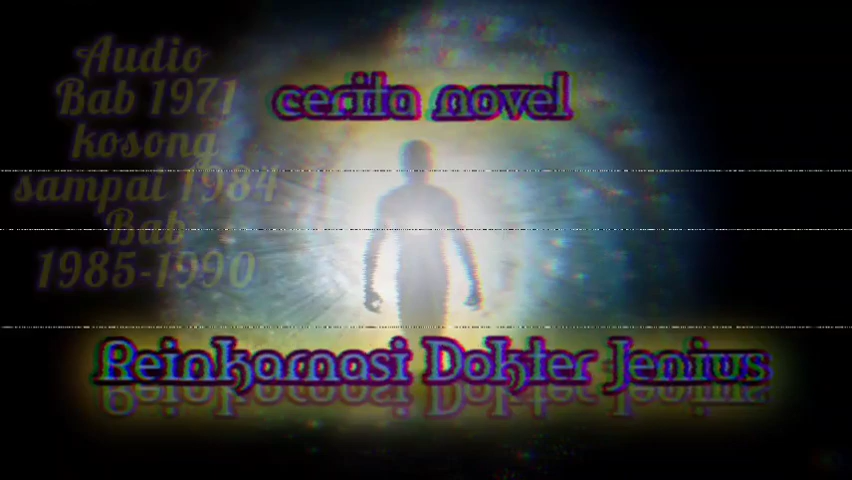 Audio
Bab 1971
kosong
sampai 1984
Bab
1985-1990
cerita novel
Reinkarnasi Dokter Jenius